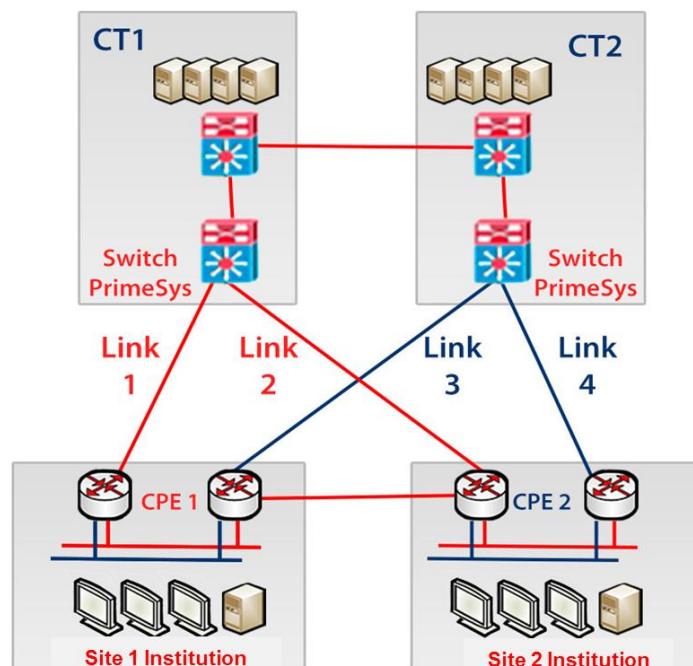 CT1
CT2
Switch
PrimeSys
Switch
PrimeSys
Link
1
Link
2
Link
3
Link
4
CPE 1
CPE 2
Site 1 Institution
Site 2 Institution